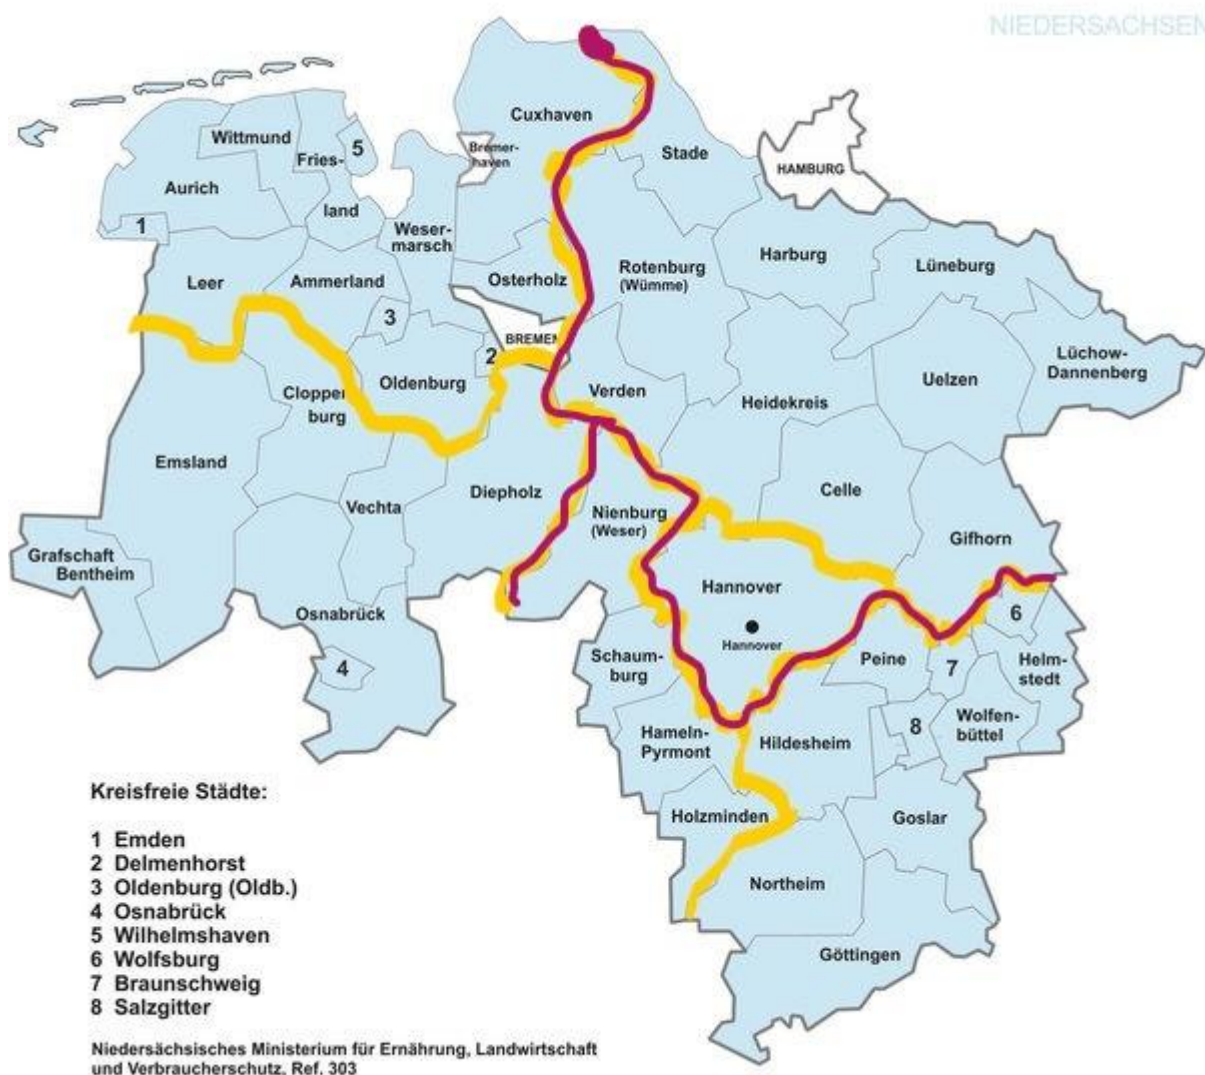 NIEDERSACHSEN
Cuxhaven
Wittmund
5
Fries-
Bremer-
haven
Stade
HAMBURG
Aurich
land
1
Weser-
marsch
Harburg
Leer
Ammerland
Osterholz
Rotenburg
(Wümme)
Lüneburg
3
BREMEN
2
Lüchow-
Dannenberg
Oldenburg
Verden
Uelzen
Cloppen
burg
Heidekreis
Emsland
Vechta
Diepholz
Celle
Nienburg
(Weser)
Gifhorn
Grafschaft
Bentheim
Hannover
Osnabrück
6
Hannover
Schaum-
burg
Peine
7
Helm-
stedt
4
Hameln-
Pyrmont
Hildesheim
8
Wolfen-
büttel
Holzminden
Goslar
Northeim
Göttingen
Kreisfreie Städte:
1 Emden
2 Delmenhorst
3 Oldenburg (Oldb.)
4 Osnabrück
5 Wilhelmshaven
6 Wolfsburg
7 Braunschweig
8 Salzgitter
Niedersächsisches Ministerium für Ernährung, Landwirtschaft
und Verbraucherschutz, Ref. 303